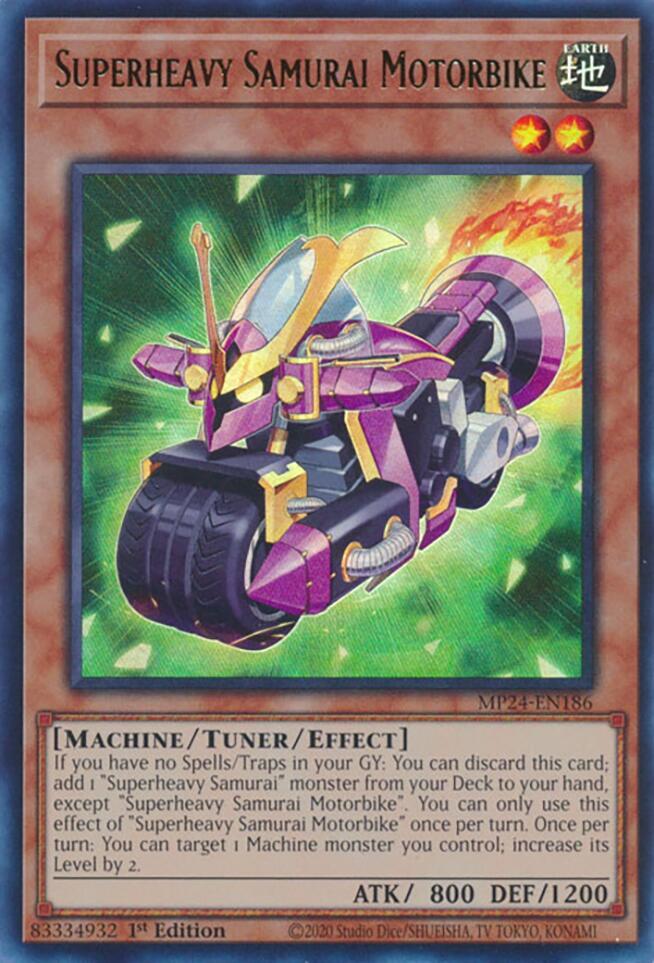 SUPERHEAVY SAMURAI MOTORBIKE
EARTH
地
MP24-EN186
[MACHINE/TUNER/EFFECT]
If you have no Spells/Traps in your GY: You can discard this card;
add 1 "Superheavy Samurai" monster from your Deck to your hand,
except "Superheavy Samurai Motorbike". You can only use this
effect of "Superheavy Samurai Motorbike" once per turn. Once per
turn: You can target 1 Machine monster you control; increase its
Level by 2.
ATK/ 800 DEF/1200
83334932 1st Edition ©2020 Studio Dice/SHUEISHA, TV TOKYO, KONAMI